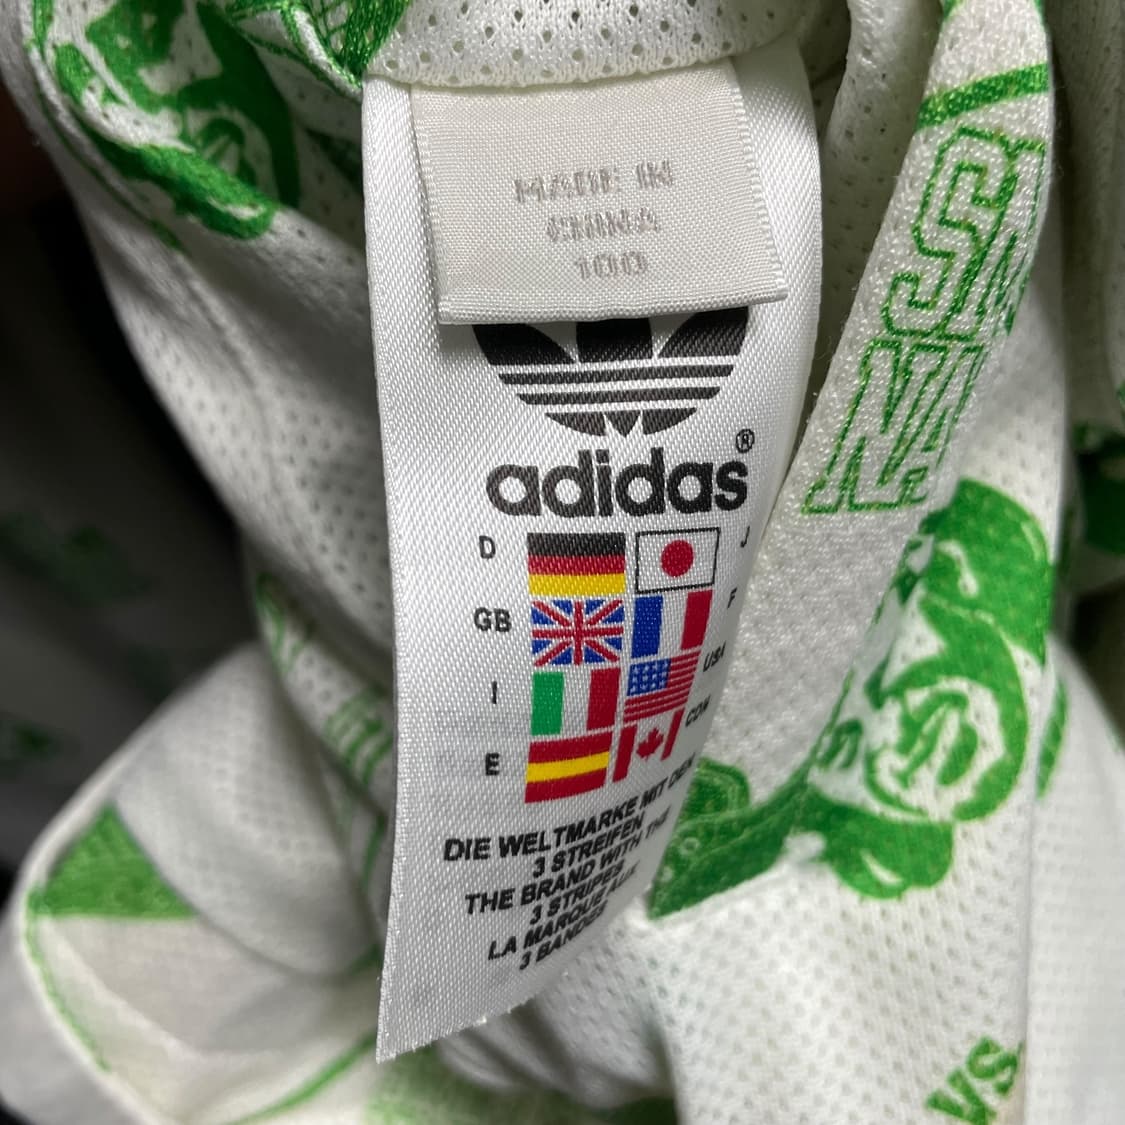 MADE IN
CHINA
100
adidas®
D
J
GB
F
I
USA
E
CDN
DIE WELTMARKE MIT DEN
3 STREIFEN
THE BRAND WITH THE
3 STRIPES
LA MARQUE AUX
3 BANDES
VS.